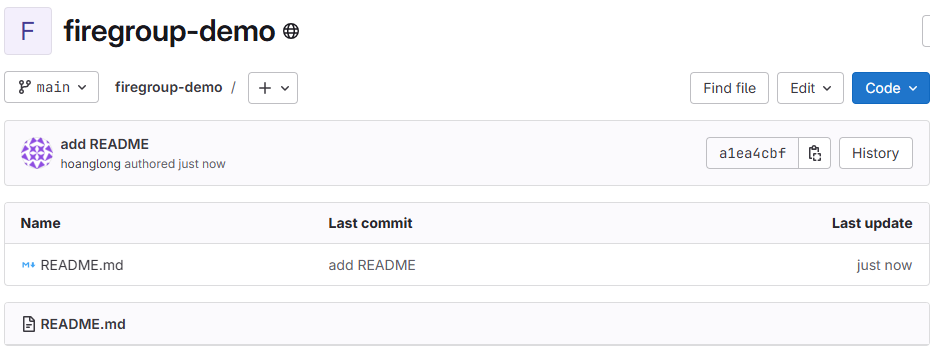 F firegroup-demo
main firegroup-demo / + Find file Edit Code
add README
hoanglong authored just now
a1ea4cbf History
Name Last commit Last update
README.md add README just now
README.md